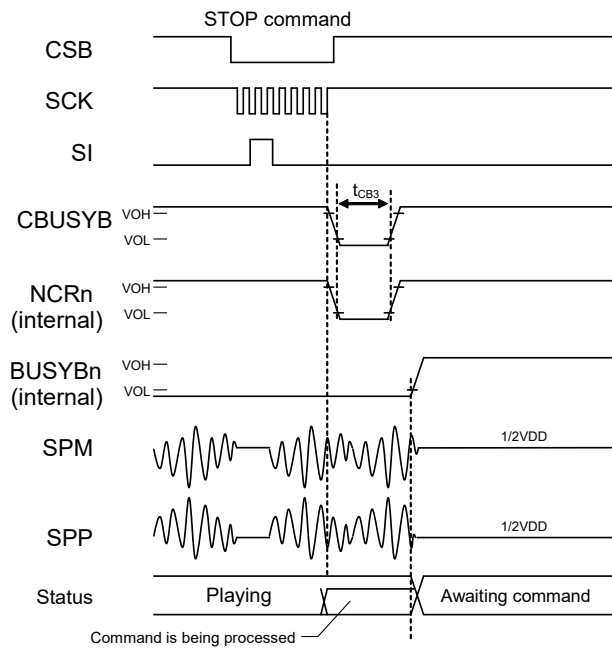 STOP command
CSB
SCK
SI
tCB3
CBUSYB
VOH
VOL
NCRn
(internal)
VOH
VOL
BUSYBn
(internal)
VOH
VOL
SPM
1/2VDD
SPP
1/2VDD
Status
Playing
Awaiting command
Command is being processed